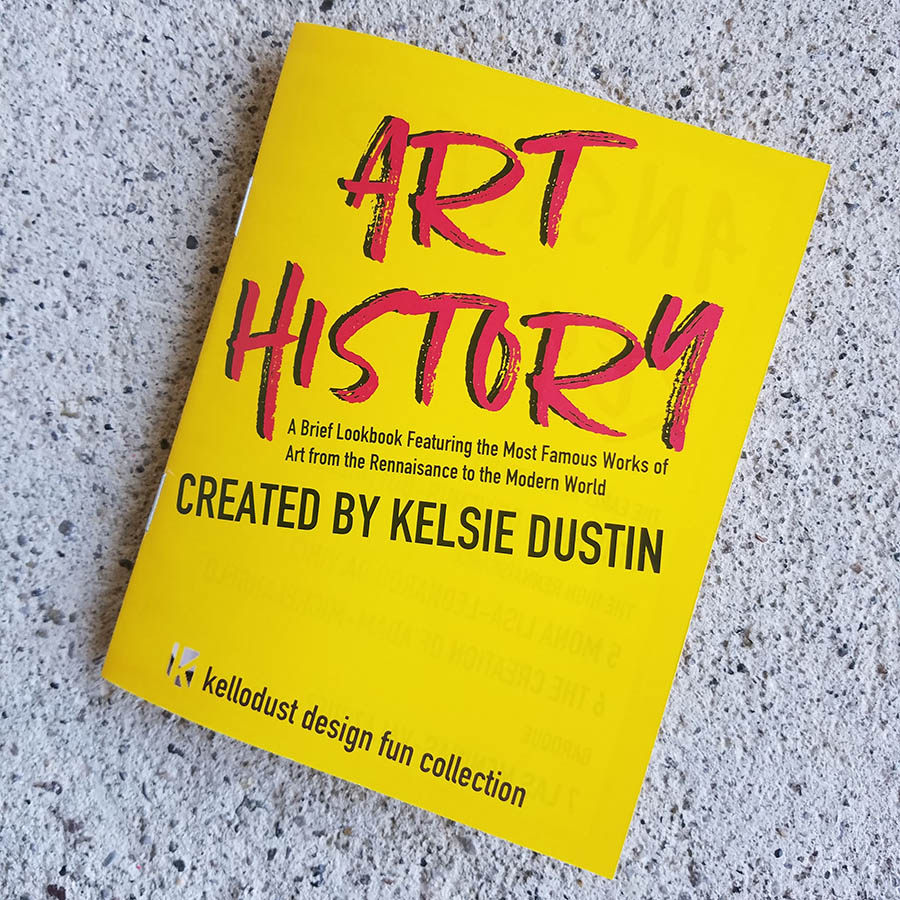 ART
HISTORY
A Brief Lookbook Featuring the Most Famous Works of
Art from the Rennaisance to the Modern World
CREATED BY KELSIE DUSTIN
K kellodust design fun collection